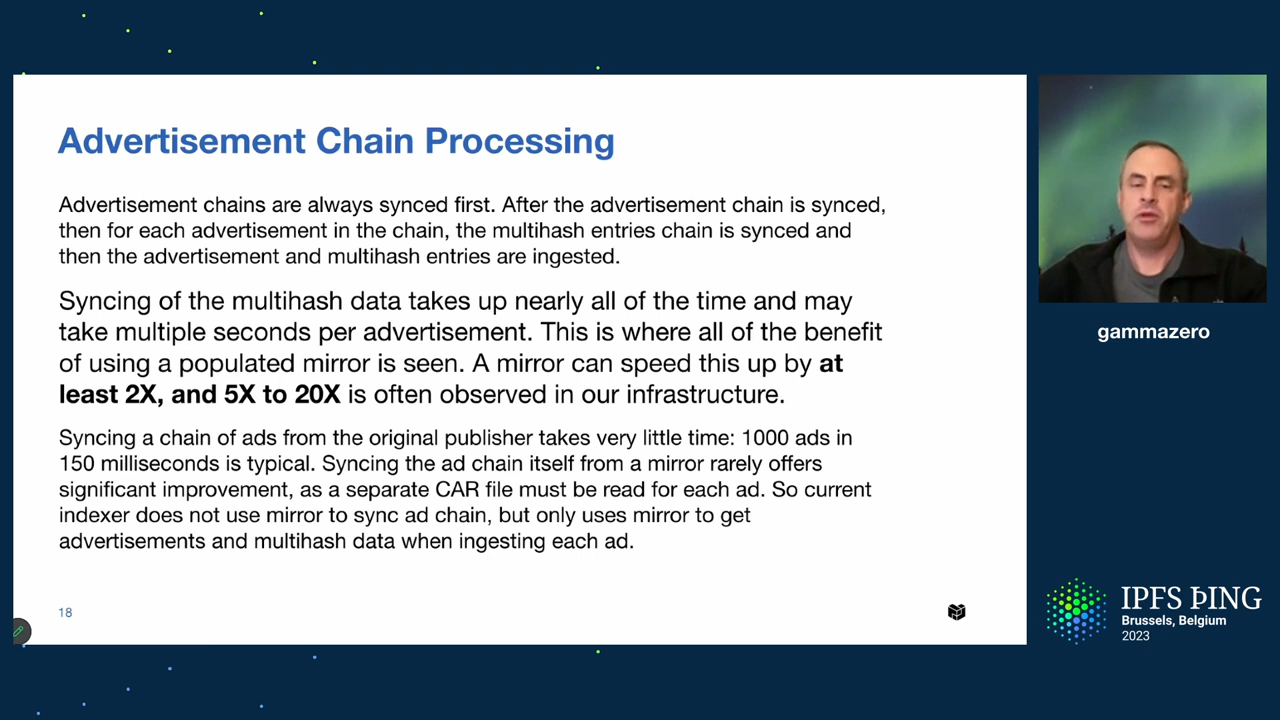 Advertisement Chain Processing
Advertisement chains are always synced first. After the advertisement chain is synced,
then for each advertisement in the chain, the multihash entries chain is synced and
then the advertisement and multihash entries are ingested.
Syncing of the multihash data takes up nearly all of the time and may
take multiple seconds per advertisement. This is where all of the benefit
of using a populated mirror is seen. A mirror can speed this up by at
least 2X, and 5X to 20X is often observed in our infrastructure.
Syncing a chain of ads from the original publisher takes very little time: 1000 ads in
150 milliseconds is typical. Syncing the ad chain itself from a mirror rarely offers
significant improvement, as a separate CAR file must be read for each ad. So current
indexer does not use mirror to sync ad chain, but only uses mirror to get
advertisements and multihash data when ingesting each ad.
18
gammazero
IPFS ÞING
Brussels, Belgium
2023